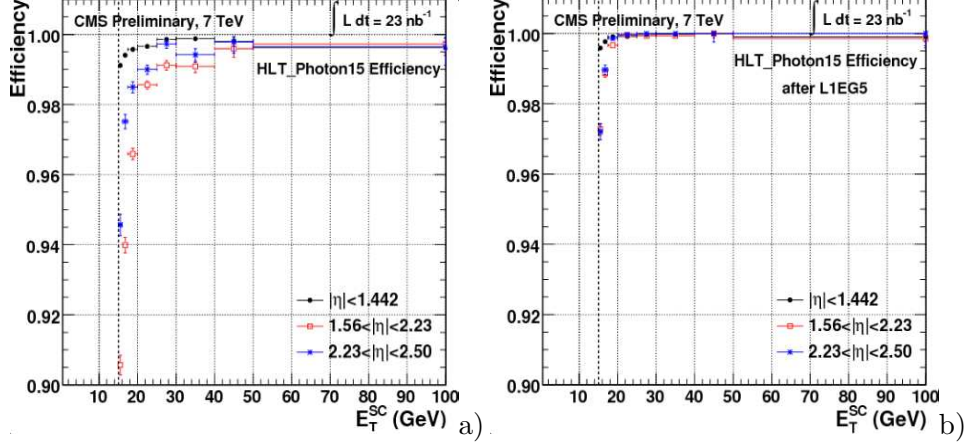 CMS Preliminary, 7 TeV
∫ L dt = 23 nb⁻¹
Efficiency
1.00
0.98
0.96
0.94
0.92
0.90
HLT_Photon15 Efficiency
|η|<1.442
1.56<|η|<2.23
2.23<|η|<2.50
10 20 30 40 50 60 70 80 90 100
E_T^SC (GeV)
a)
CMS Preliminary, 7 TeV
∫ L dt = 23 nb⁻¹
Efficiency
1.00
0.98
0.96
0.94
0.92
0.90
HLT_Photon15 Efficiency
after L1EG5
|η|<1.442
1.56<|η|<2.23
2.23<|η|<2.50
10 20 30 40 50 60 70 80 90 100
E_T^SC (GeV)
b)